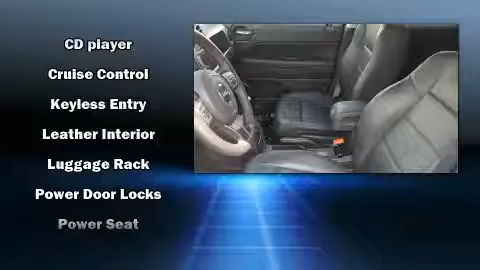 CD player
Cruise Control
Keyless Entry
Leather Interior
Luggage Rack
Power Door Locks
Power Seat